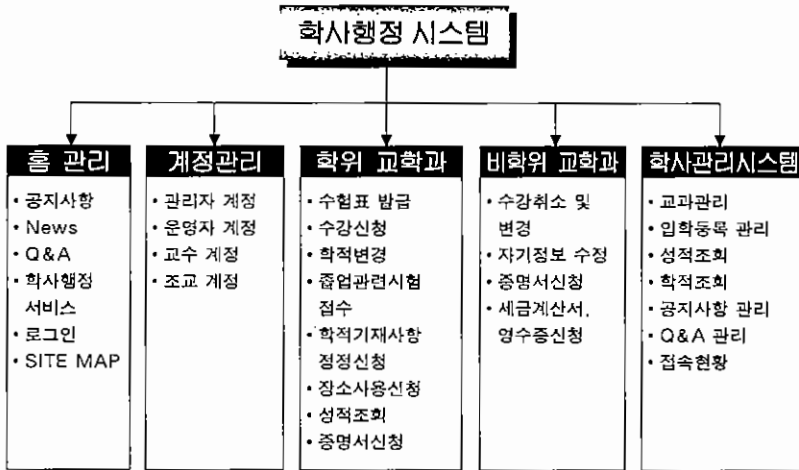 학사행정 시스템
홈 관리
• 공지사항
• News
• Q&A
• 학사행정
서비스
• 로그인
• SITE MAP
계정관리
• 관리자 계정
• 운영자 계정
• 교수 계정
• 조교 계정
학위 교학과
• 수험표 발급
• 수강신청
• 학적변경
• 졸업관련시험
접수
• 학적기재사항
정정신청
• 장소사용신청
• 성적조회
• 증명서신청
비학위 교학과
• 수강취소 및
변경
• 자기정보 수정
• 증명서신청
• 세금계산서,
영수증신청
학사관리시스템
• 교과관리
• 입학등록 관리
• 성적조회
• 학적조회
• 공지사항 관리
• Q&A 관리
• 접속현황